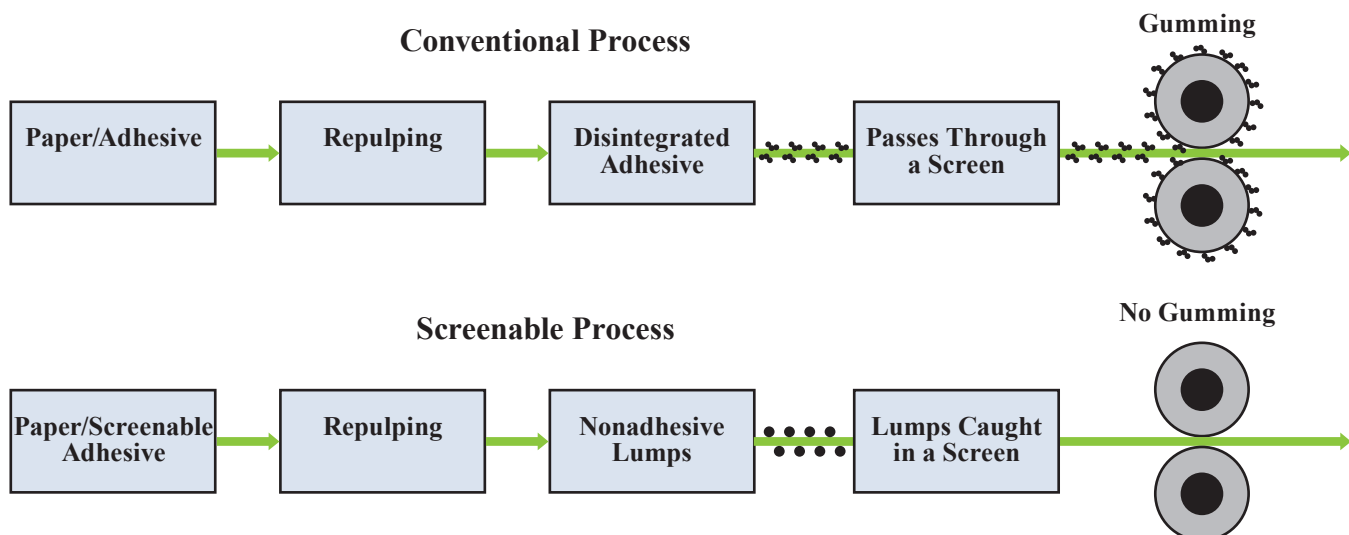 Conventional Process
Gumming
Paper/Adhesive
Repulping
Disintegrated
Adhesive
Passes Through
a Screen
Screenable Process
No Gumming
Paper/Screenable
Adhesive
Repulping
Nonadhesive
Lumps
Lumps Caught
in a Screen